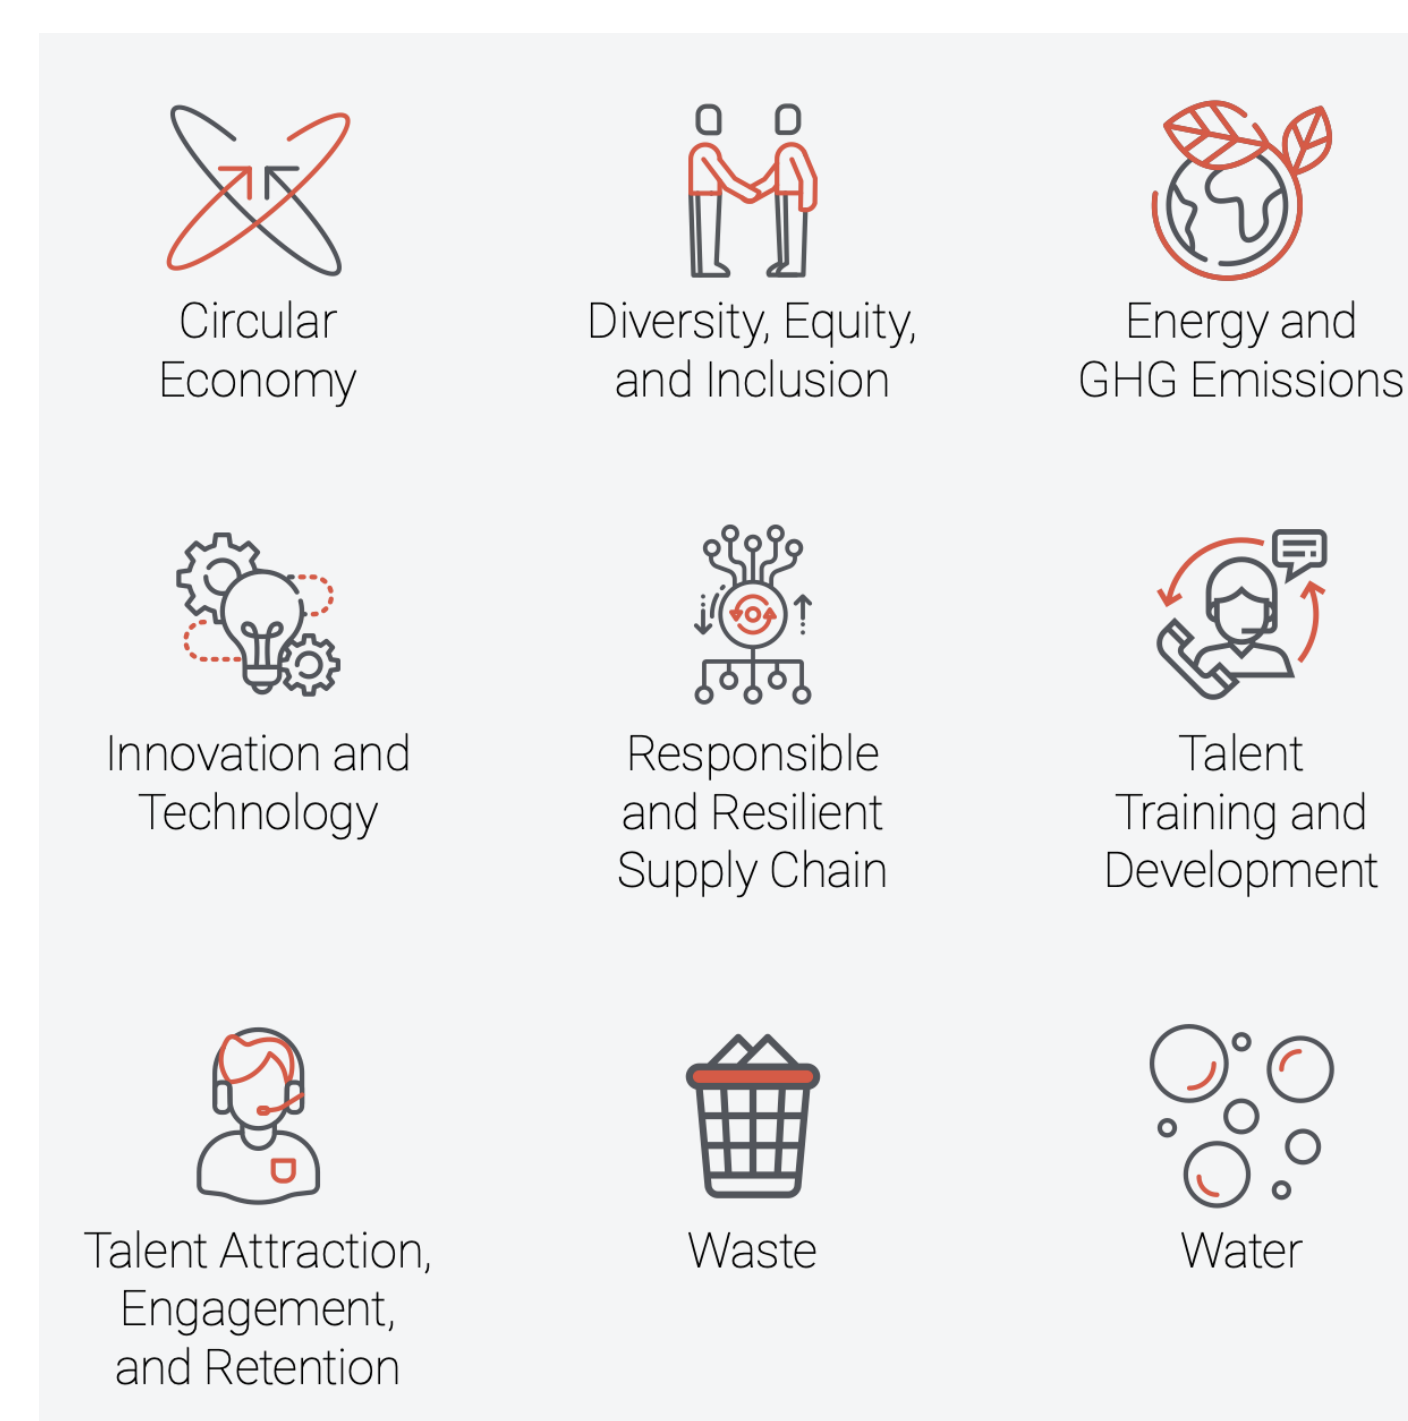 Circular
Economy
Diversity, Equity,
and Inclusion
Energy and
GHG Emissions
Innovation and
Technology
Responsible
and Resilient
Supply Chain
Talent
Training and
Development
Talent Attraction,
Engagement,
and Retention
Waste
Water